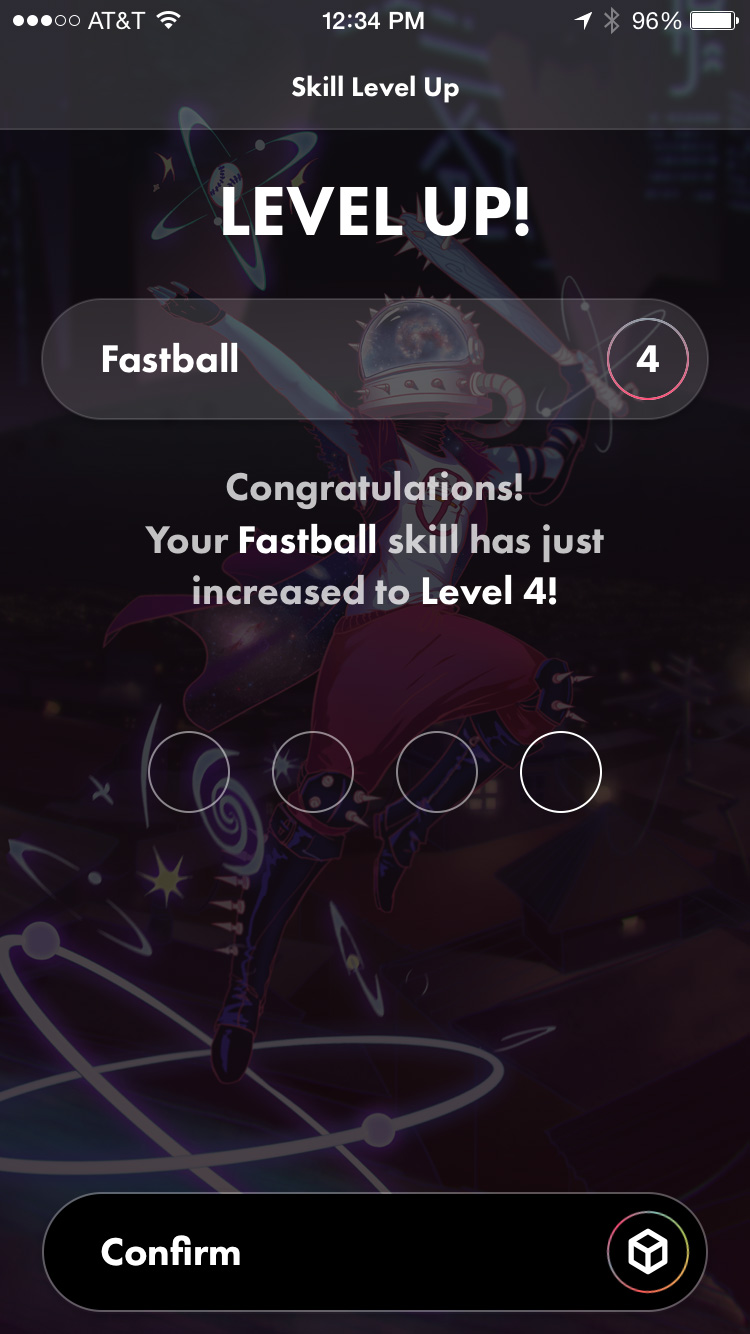 AT&T 12:34 PM 96%
Skill Level Up
LEVEL UP!
Fastball 4
Congratulations!
Your Fastball skill has just
increased to Level 4!
Confirm